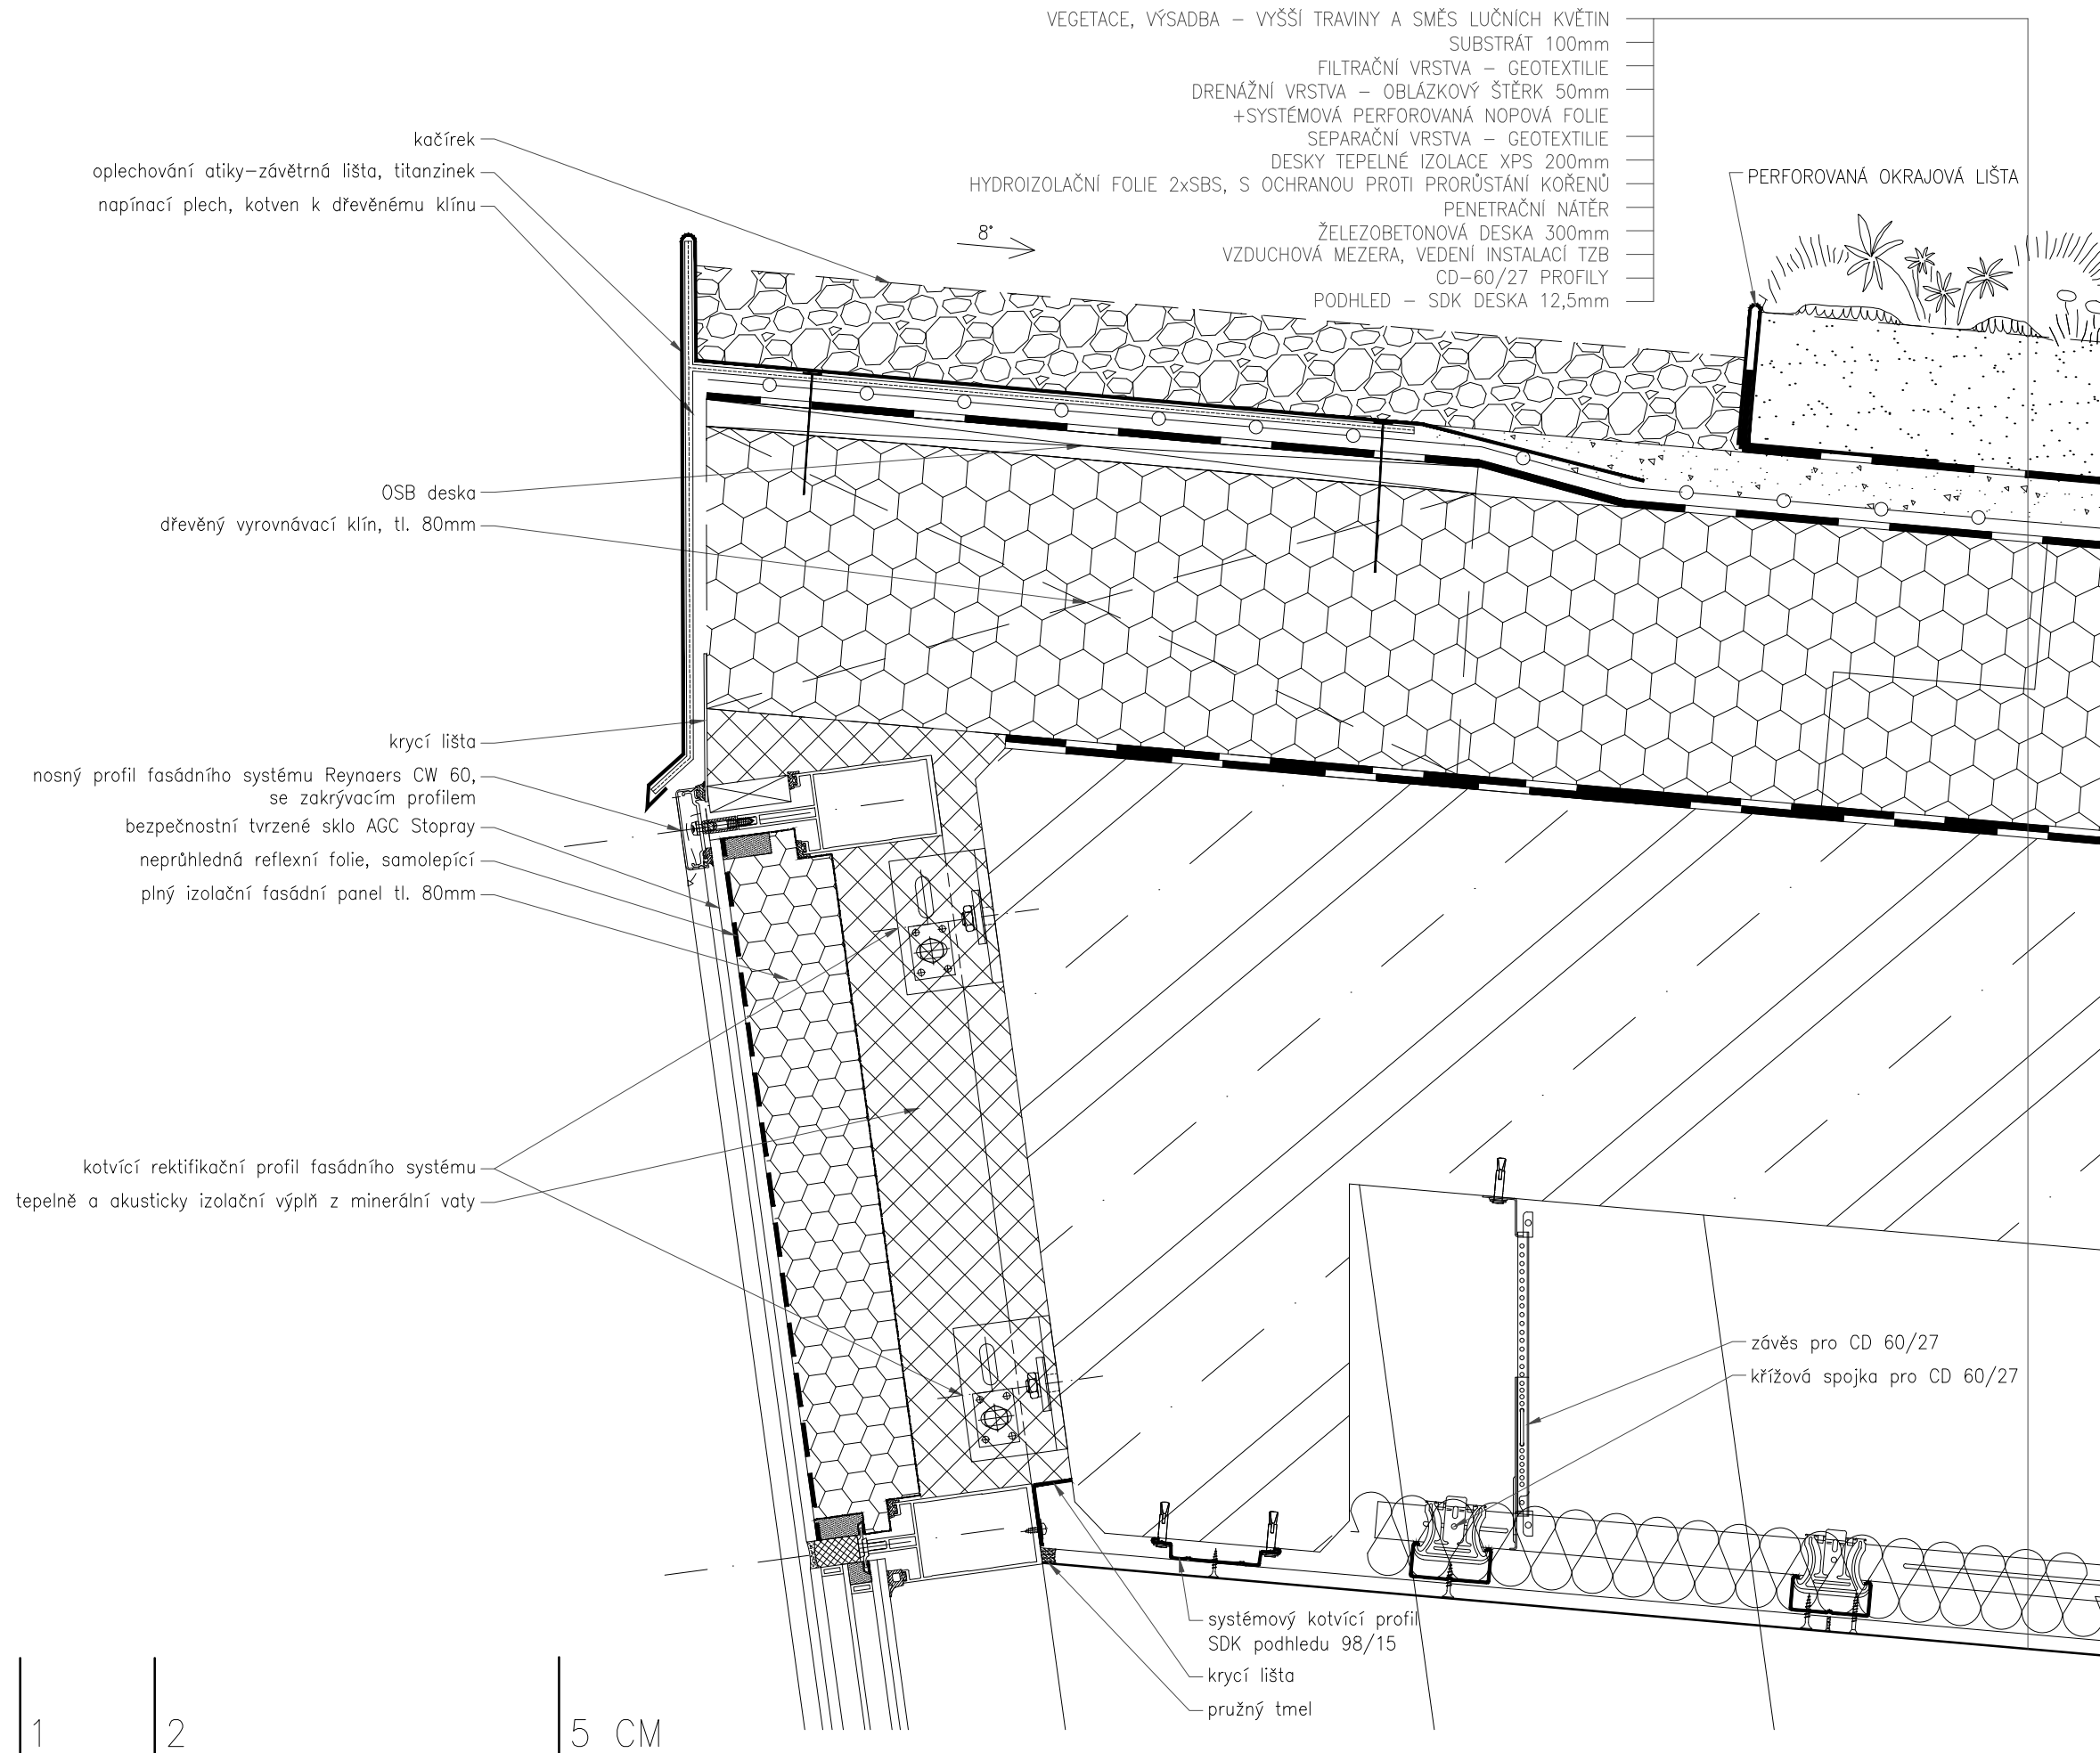 VEGETACE, VÝSADBA – VYŠŠÍ TRAVINY A SMĚS LUČNÍCH KVĚTIN
SUBSTRÁT 100mm
FILTRAČNÍ VRSTVA – GEOTEXTILIE
DRENÁŽNÍ VRSTVA – OBLÁZKOVÝ ŠTĚRK 50mm
+SYSTÉMOVÁ PERFOROVANÁ NOPOVÁ FOLIE
SEPARAČNÍ VRSTVA – GEOTEXTILIE
DESKY TEPELNÉ IZOLACE XPS 200mm
HYDROIZOLAČNÍ FOLIE 2xSBS, S OCHRANOU PROTI PRORŮSTÁNÍ KOŘENŮ
PENETRAČNÍ NÁTĚR
ŽELEZOBETONOVÁ DESKA 300mm
VZDUCHOVÁ MEZERA, VEDENÍ INSTALACÍ TZB
CD-60/27 PROFILY
PODHLED – SDK DESKA 12,5mm
PERFOROVANÁ OKRAJOVÁ LIŠTA
8°
kačírek
oplechování atiky-závětrná lišta, titanzinek
napínací plech, kotven k dřevěnému klínu
OSB deska
dřevěný vyrovnávací klín, tl. 80mm
krycí lišta
nosný profil fasádního systému Reynaers CW 60,
se zakrývacím profilem
bezpečnostní tvrzené sklo AGC Stopray
neprůhledná reflexní folie, samolepící
plný izolační fasádní panel tl. 80mm
kotvící rektifikační profil fasádního systému
tepelně a akusticky izolační výplň z minerální vaty
závěs pro CD 60/27
křížová spojka pro CD 60/27
systémový kotvící profil
SDK podhledu 98/15
krycí lišta
pružný tmel
1
2
5 CM